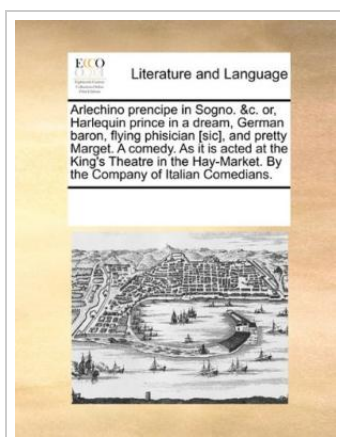 ECCO
Literature and Language
Arlechino prencipe in Sogno. &c. or,
Harlequin prince in a dream, German
baron, flying phisician [sic], and pretty
Marget. A comedy. As it is acted at the
King's Theatre in the Hay-Market. By
the Company of Italian Comedians.